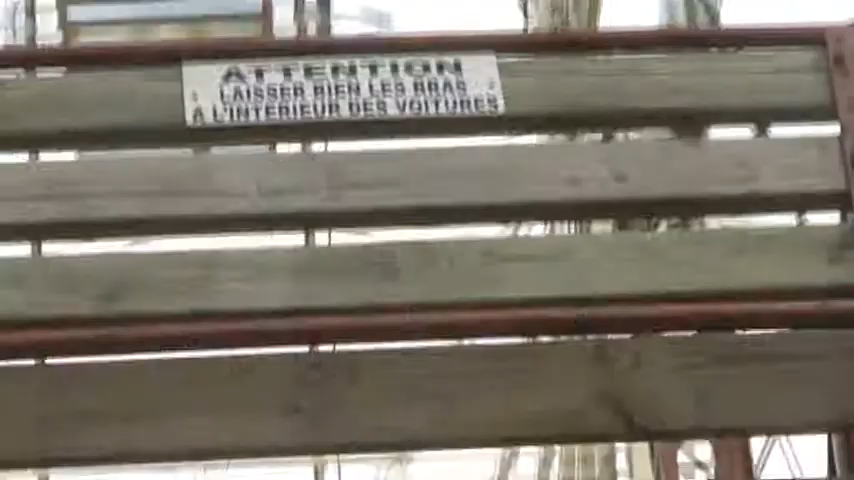 ATTENTION
LAISSER BIEN LES BRAS
A L'INTERIEUR DES VOITURES